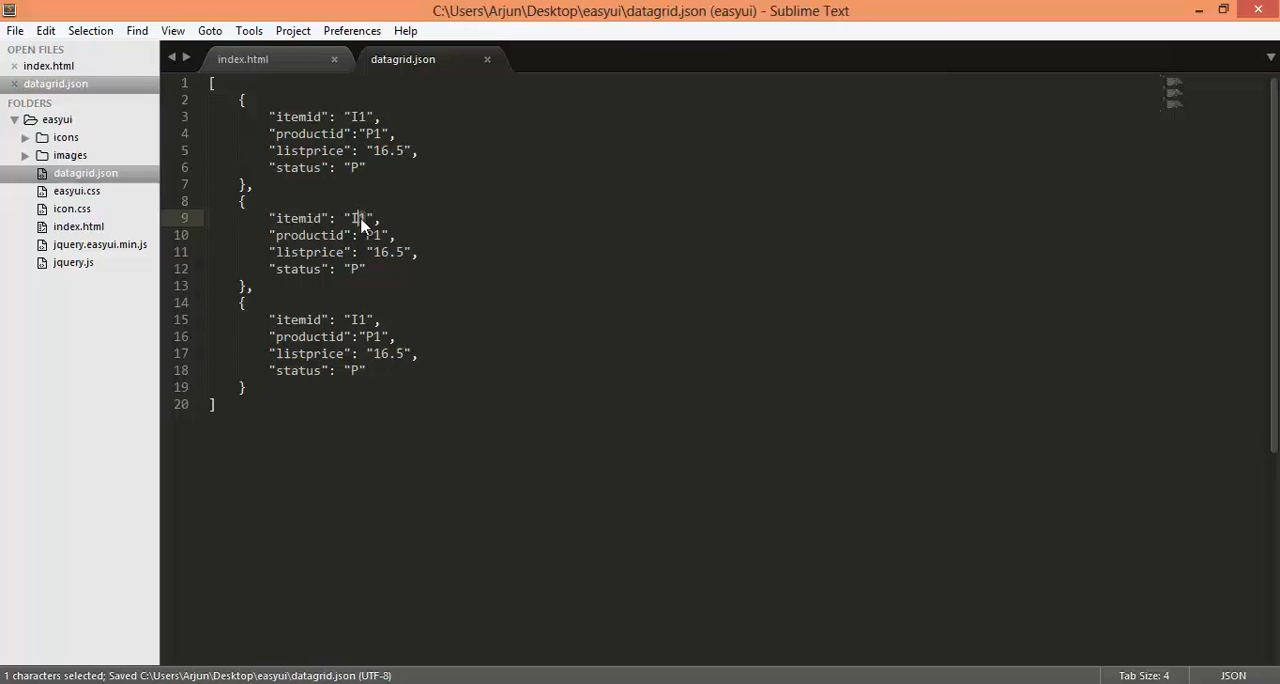 C:\Users\Arjun\Desktop\easyui\datagrid.json (easyui) - Sublime Text
File Edit Selection Find View Goto Tools Project Preferences Help
OPEN FILES
index.html
datagrid.json
FOLDERS
easyui
icons
images
datagrid.json
easyui.css
icon.css
index.html
jquery.easyui.min.js
jquery.js
index.html datagrid.json
1 [
2 {
3 "itemid": "I1",
4 "productid":"P1",
5 "listprice": "16.5",
6 "status": "P"
7 },
8 {
9 "itemid": "I1",
10 "productid":"P1",
11 "listprice": "16.5",
12 "status": "P"
13 },
14 {
15 "itemid": "I1",
16 "productid":"P1",
17 "listprice": "16.5",
18 "status": "P"
19 }
20 ]
1 characters selected; Saved C:\Users\Arjun\Desktop\easyui\datagrid.json (UTF-8) Tab Size: 4 JSON